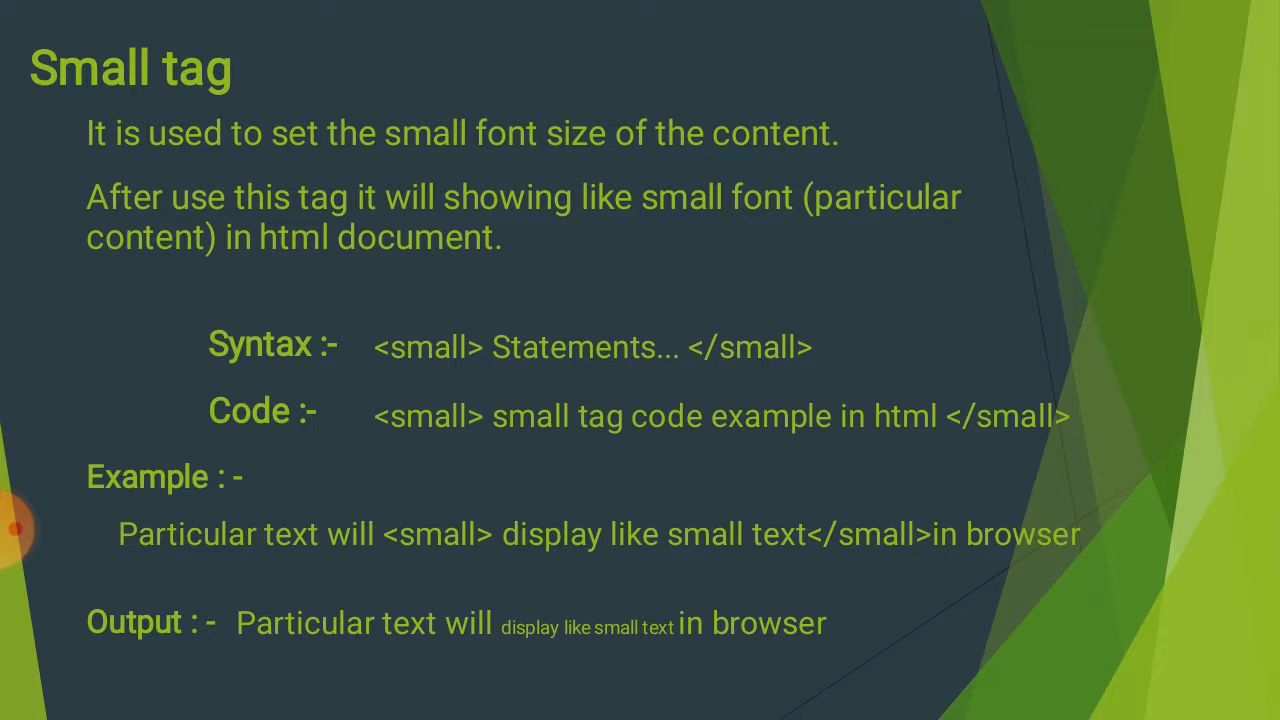 Small tag
It is used to set the small font size of the content.
After use this tag it will showing like small font (particular
content) in html document.
Syntax :- <small> Statements... </small>
Code :- <small> small tag code example in html </small>
Example : -
Particular text will <small> display like small text</small>in browser
Output : - Particular text will display like small text in browser